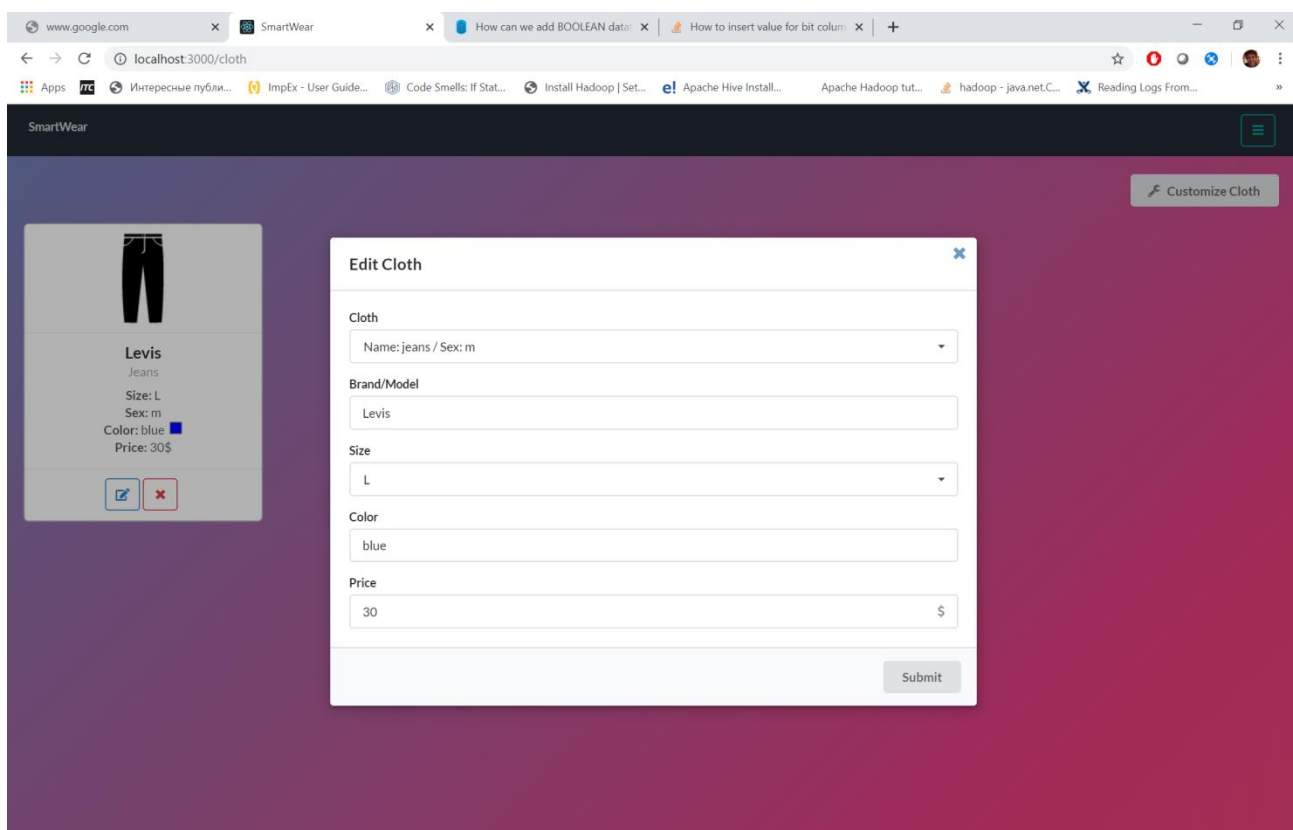 www.google.com SmartWear How can we add BOOLEAN data How to insert value for bit colum
localhost:3000/cloth
Apps ITC Интересные публи... ImpEx - User Guide... Code Smells: If Stat... Install Hadoop | Set... e! Apache Hive Install... Apache Hadoop tut... hadoop - java.net.C... Reading Logs From... »
SmartWear
Customize Cloth
Levis
Jeans
Size: L
Sex: m
Color: blue
Price: 30$
Edit Cloth
Cloth
Name: jeans / Sex: m
Brand/Model
Levis
Size
L
Color
blue
Price
30 $
Submit